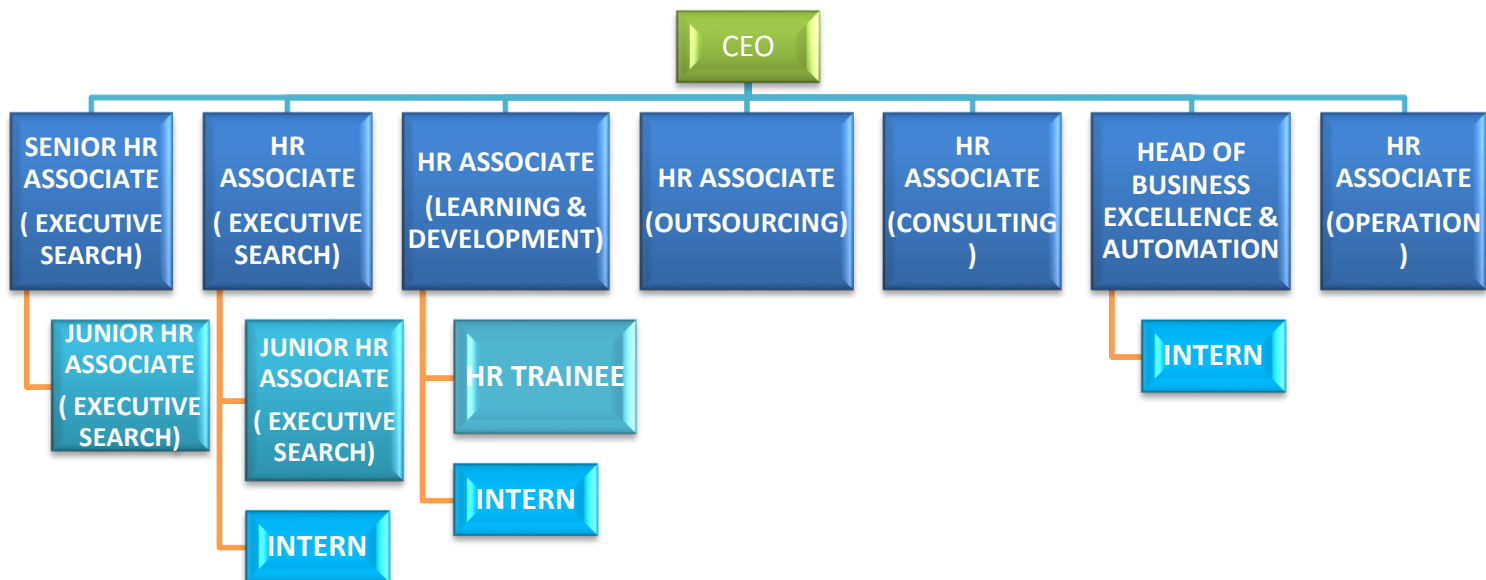 CEO
SENIOR HR
ASSOCIATE
( EXECUTIVE
SEARCH)
HR
ASSOCIATE
( EXECUTIVE
SEARCH)
HR ASSOCIATE
(LEARNING &
DEVELOPMENT)
HR ASSOCIATE
(OUTSOURCING)
HR
ASSOCIATE
(CONSULTING
)
HEAD OF
BUSINESS
EXCELLENCE &
AUTOMATION
HR
ASSOCIATE
(OPERATION
)
JUNIOR HR
ASSOCIATE
( EXECUTIVE
SEARCH)
JUNIOR HR
ASSOCIATE
( EXECUTIVE
SEARCH)
HR TRAINEE
INTERN
INTERN
INTERN